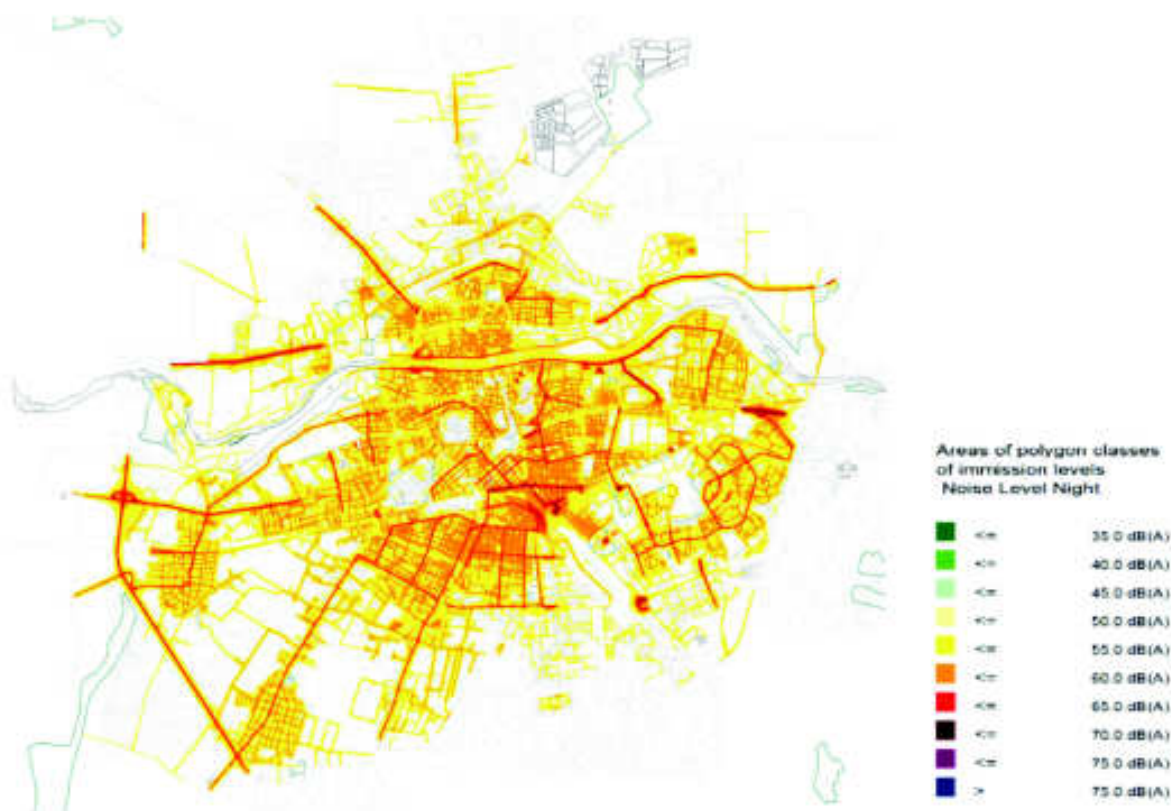 Areas of polygon classes
of immission levels
Noise Level Night
<= 35.0 dB(A)
<= 40.0 dB(A)
<= 45.0 dB(A)
<= 50.0 dB(A)
<= 55.0 dB(A)
<= 60.0 dB(A)
<= 65.0 dB(A)
<= 70.0 dB(A)
<= 75.0 dB(A)
> 75.0 dB(A)